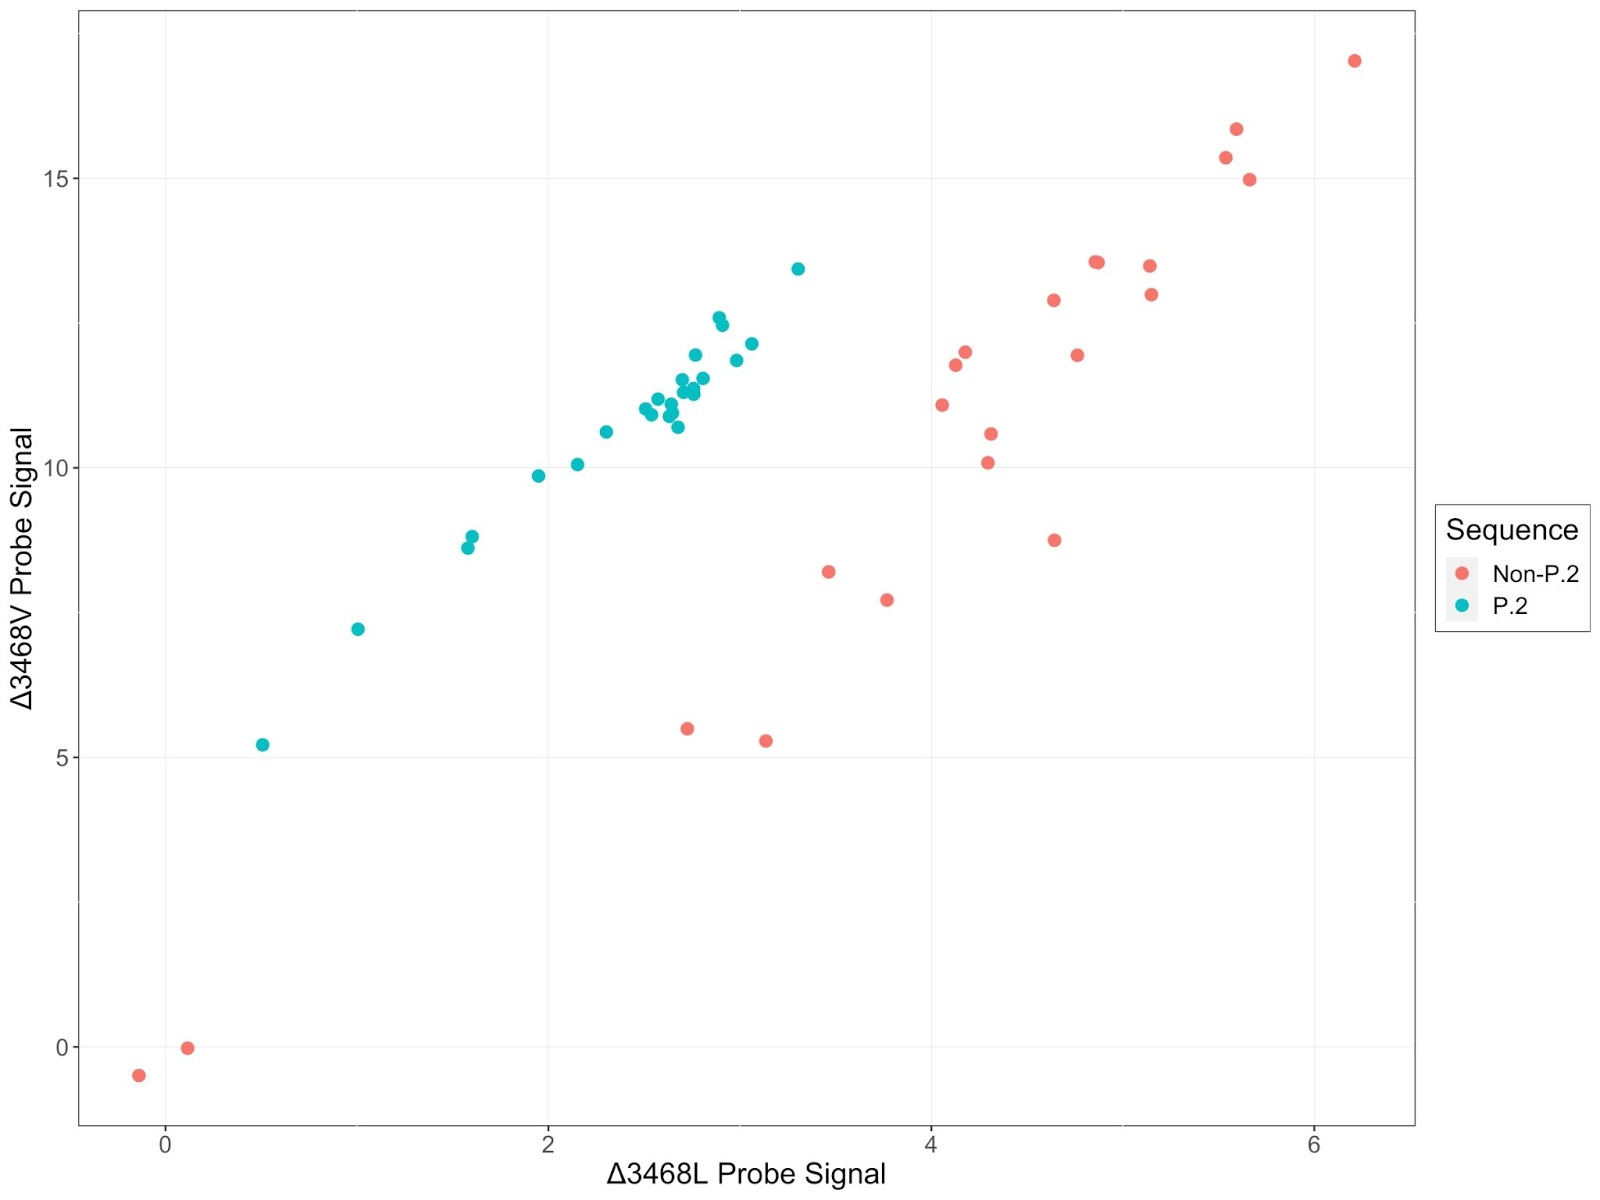 Δ3468V Probe Signal
15
10
5
0
0 2 4 6
Δ3468L Probe Signal
Sequence
Non-P.2
P.2